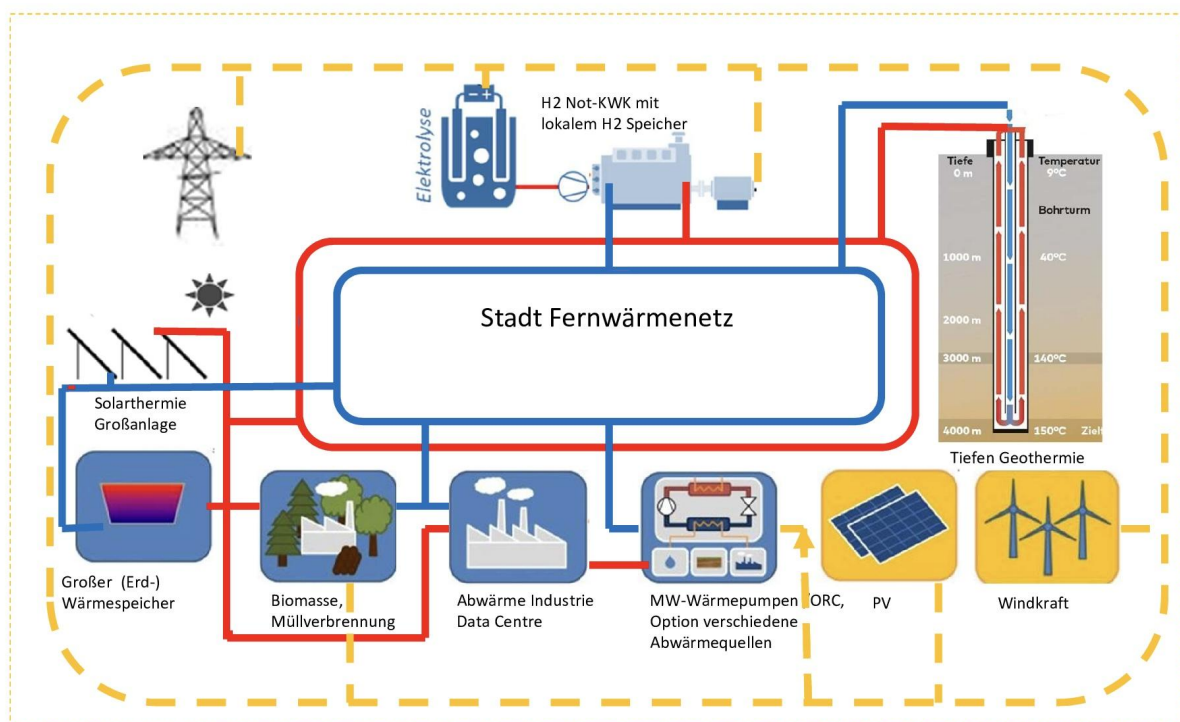 H2 Not-KWK mit
lokalem H2 Speicher
Elektrolyse
− +
Tiefe Temperatur
0 m 9°C
Bohrturm
1000 m 40°C
2000 m
3000 m 140°C
4000 m 150°C Zielt
Tiefen Geothermie
Stadt Fernwärmenetz
Solarthermie
Großanlage
Großer (Erd-)
Wärmespeicher
Biomasse,
Müllverbrennung
Abwärme Industrie
Data Centre
MW-Wärmepumpen /ORC,
Option verschiedene
Abwärmequellen
PV
Windkraft